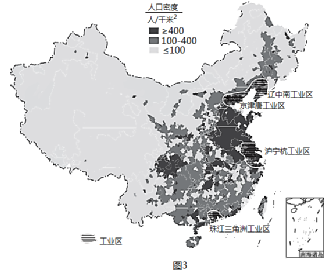 人口密度
人/千米²
≥400
100-400
≤100
辽中南工业区
京津唐工业区
沪宁杭工业区
珠江三角洲工业区
工业区
南海诸岛
图3